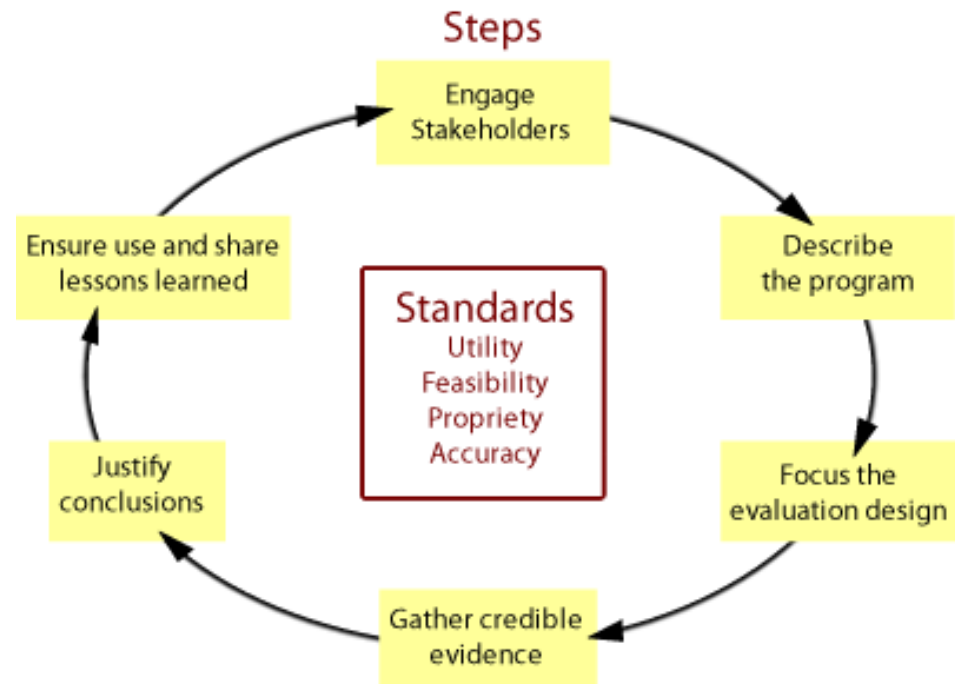 Steps
Engage
Stakeholders
Describe
the program
Focus the
evaluation design
Gather credible
evidence
Justify
conclusions
Ensure use and share
lessons learned
Standards
Utility
Feasibility
Propriety
Accuracy